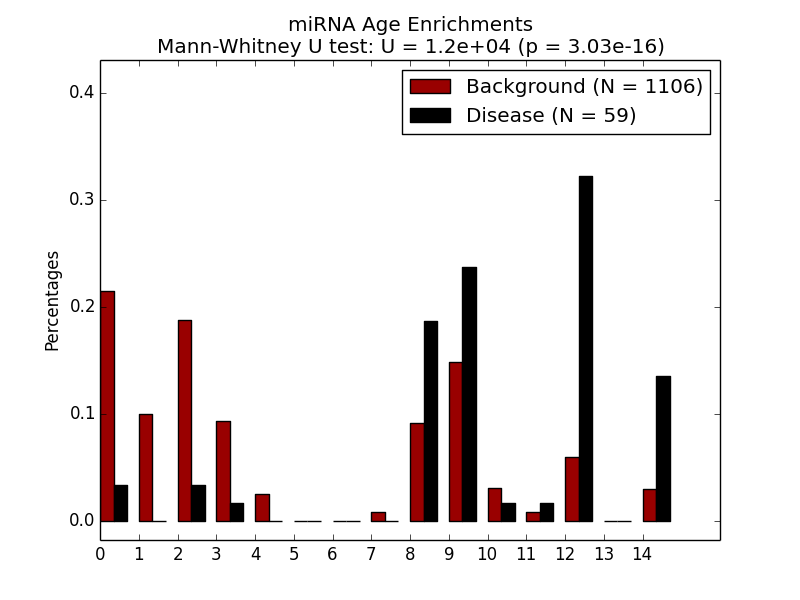 miRNA Age Enrichments
Mann-Whitney U test: U = 1.2e+04 (p = 3.03e-16)
Background (N = 1106)
Disease (N = 59)
Percentages
0.4
0.3
0.2
0.1
0.0
0 1 2 3 4 5 6 7 8 9 10 11 12 13 14